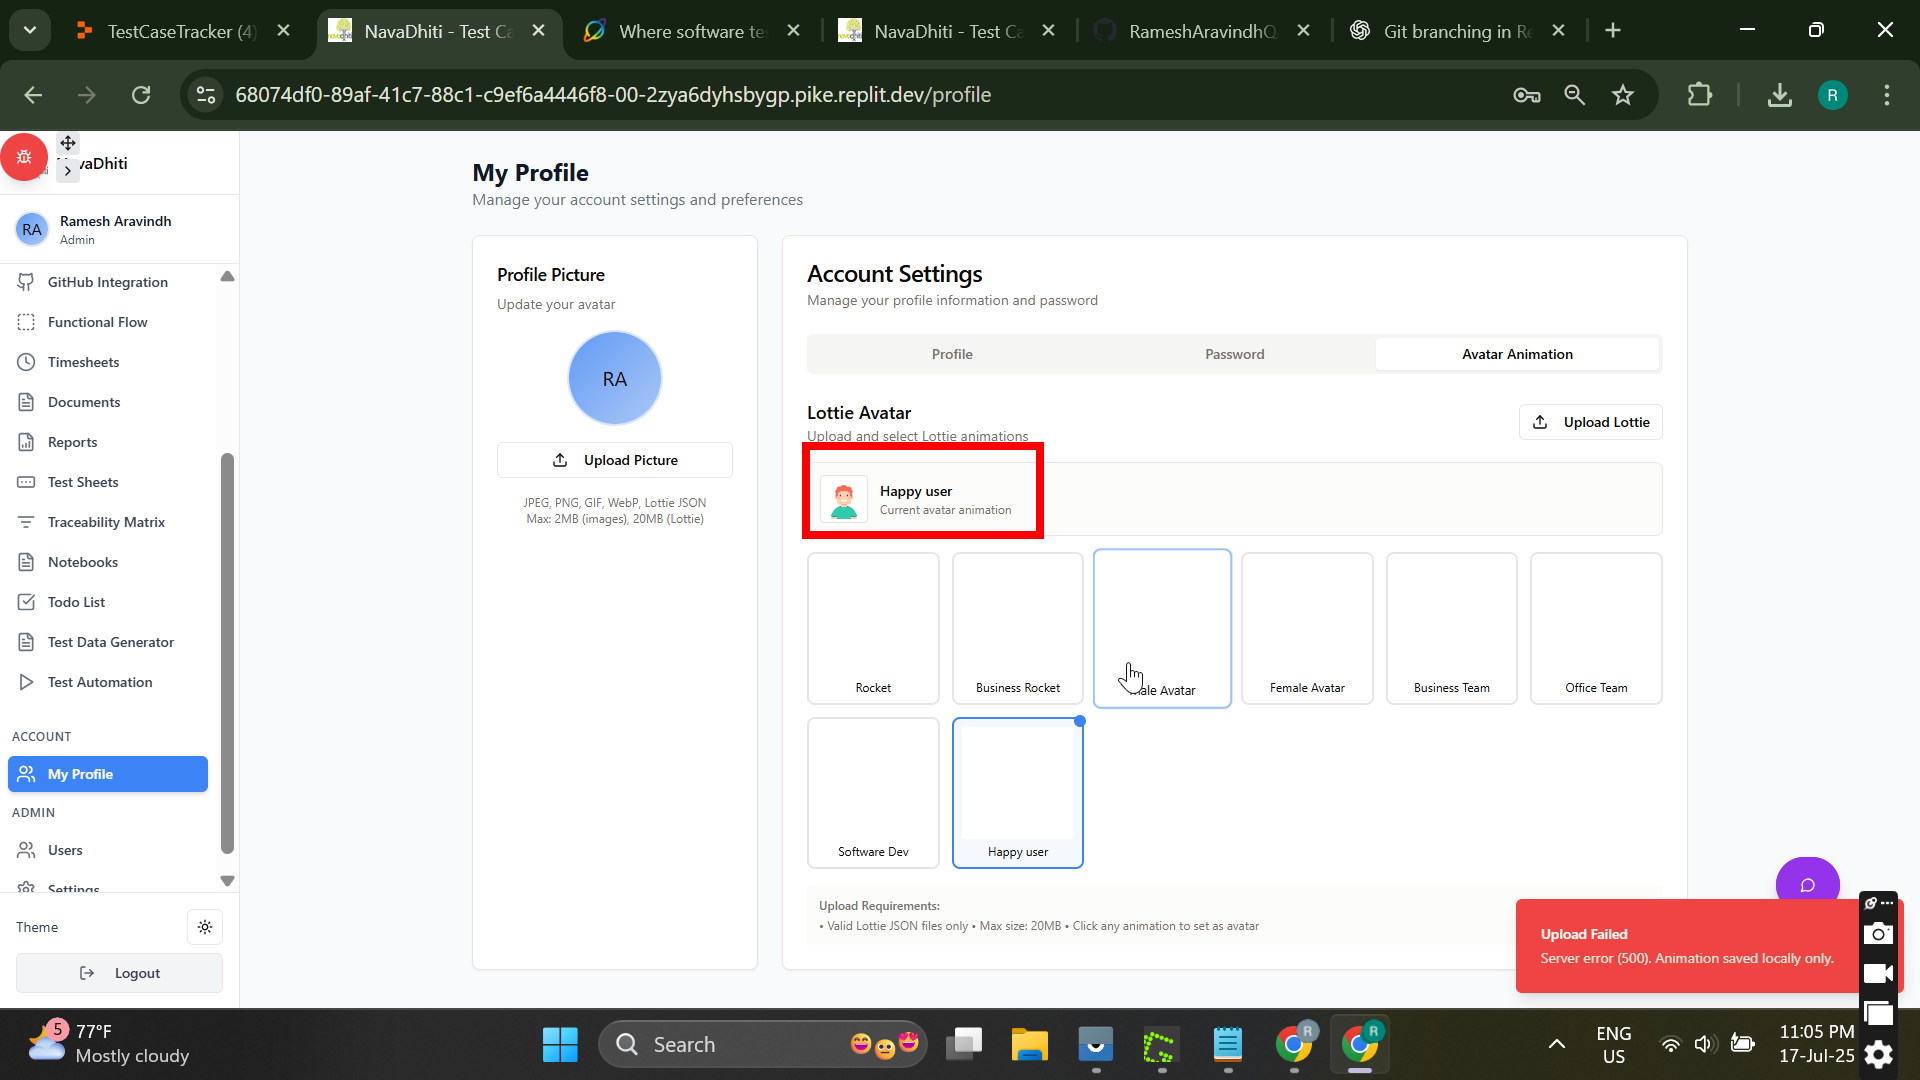 TestCaseTracker (4)
NavaDhiti - Test Ca
Where software te
NavaDhiti - Test Ca
RameshAravindhQ
Git branching in Re
68074df0-89af-41c7-88c1-c9ef6a4446f8-00-2zya6dyhsbygp.pike.replit.dev/profile
R
vaDhiti
RA
Ramesh Aravindh
Admin
GitHub Integration
Functional Flow
Timesheets
Documents
Reports
Test Sheets
Traceability Matrix
Notebooks
Todo List
Test Data Generator
Test Automation
ACCOUNT
My Profile
ADMIN
Users
Settings
Theme
Logout
My Profile
Manage your account settings and preferences
Profile Picture
Update your avatar
RA
Upload Picture
JPEG, PNG, GIF, WebP, Lottie JSON
Max: 2MB (images), 20MB (Lottie)
Account Settings
Manage your profile information and password
Profile
Password
Avatar Animation
Lottie Avatar
Upload and select Lottie animations
Upload Lottie
Happy user
Current avatar animation
Rocket
Business Rocket
ale Avatar
Female Avatar
Business Team
Office Team
Software Dev
Happy user
Upload Requirements:
• Valid Lottie JSON files only • Max size: 20MB • Click any animation to set as avatar
Upload Failed
Server error (500). Animation saved locally only.
5
77°F
Mostly cloudy
Search
R
R
ENG
US
11:05 PM
17-Jul-25